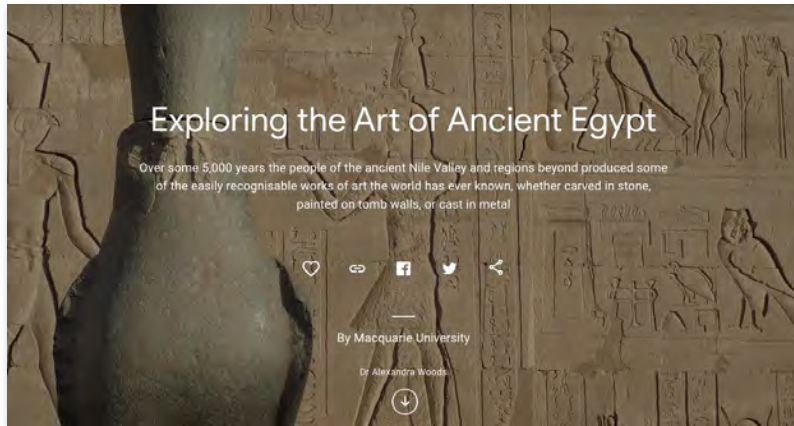 Exploring the Art of Ancient Egypt
Over some 5,000 years the people of the ancient Nile Valley and regions beyond produced some
of the easily recognisable works of art the world has ever known, whether carved in stone,
painted on tomb walls, or cast in metal
By Macquarie University
Dr Alexandra Woods